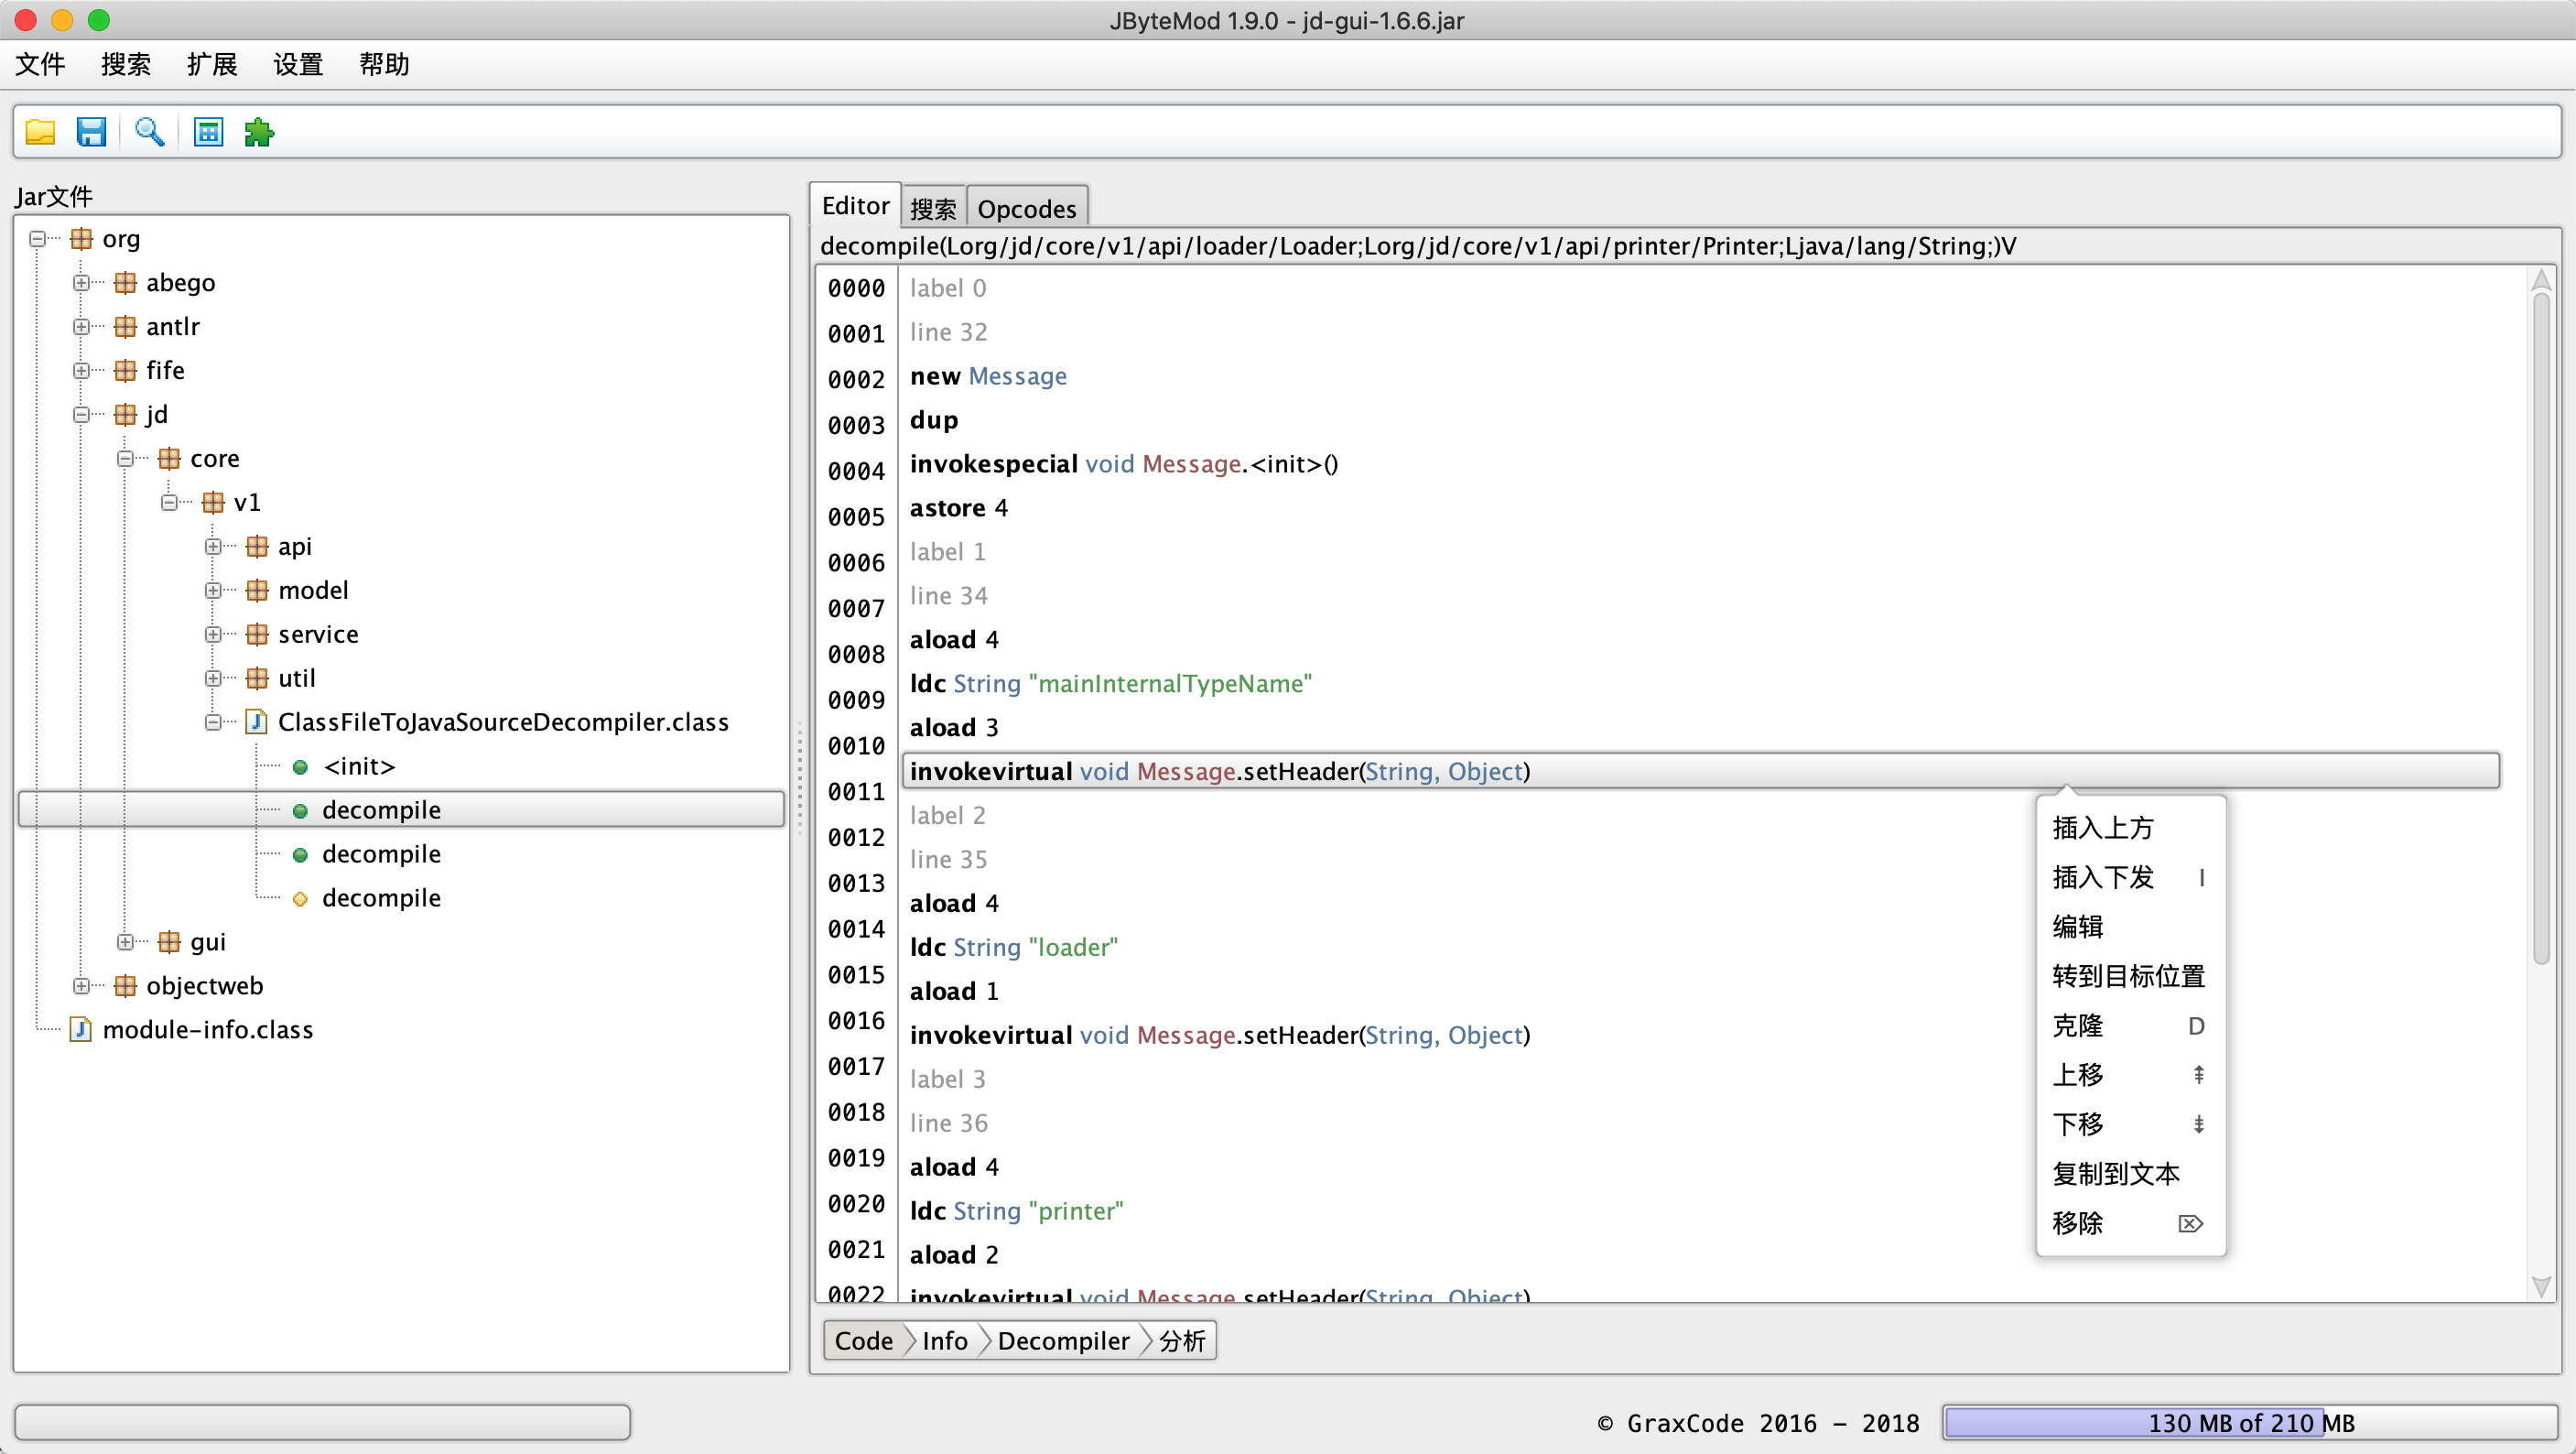 JByteMod 1.9.0 - jd-gui-1.6.6.jar
文件 搜索 扩展 设置 帮助
Jar文件
org
abego
antlr
fife
jd
core
v1
api
model
service
util
ClassFileToJavaSourceDecompiler.class
<init>
decompile
decompile
decompile
gui
objectweb
module-info.class
Editor 搜索 Opcodes
decompile(Lorg/jd/core/v1/api/loader/Loader;Lorg/jd/core/v1/api/printer/Printer;Ljava/lang/String;)V
0000 label 0
0001 line 32
0002 new Message
0003 dup
0004 invokespecial void Message.<init>()
0005 astore 4
0006 label 1
0007 line 34
0008 aload 4
0009 ldc String "mainInternalTypeName"
0010 aload 3
0011 invokevirtual void Message.setHeader(String, Object)
0012 label 2
0013 line 35
0014 aload 4
0015 ldc String "loader"
0016 aload 1
0017 invokevirtual void Message.setHeader(String, Object)
0018 label 3
0019 line 36
0020 aload 4
0021 ldc String "printer"
0022 aload 2
invokevirtual void Message.setHeader(String, Object)
插入上方
插入下发 I
编辑
转到目标位置
克隆 D
上移 ⇞
下移 ⇟
复制到文本
移除 ⌦
Code Info Decompiler 分析
© GraxCode 2016 - 2018
130 MB of 210 MB